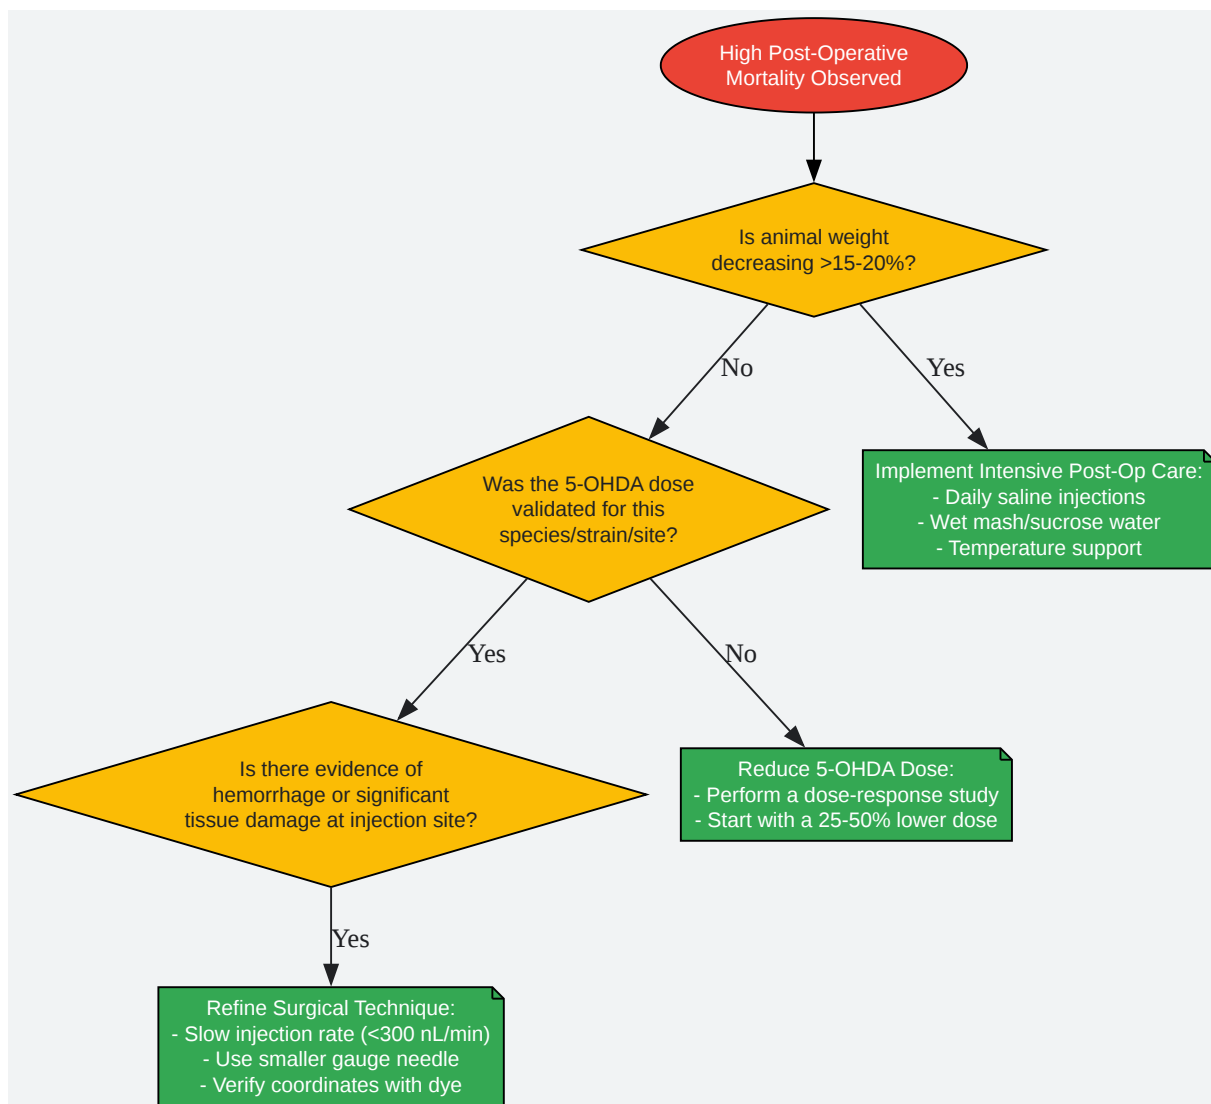 High Post-Operative
Mortality Observed
Is animal weight
decreasing >15-20%?
No
Yes
Was the 5-OHDA dose
validated for this
species/strain/site?
Implement Intensive Post-Op Care:
- Daily saline injections
- Wet mash/sucrose water
- Temperature support
Yes
No
Is there evidence of
hemorrhage or significant
tissue damage at injection site?
Reduce 5-OHDA Dose:
- Perform a dose-response study
- Start with a 25-50% lower dose
Yes
Refine Surgical Technique:
- Slow injection rate (<300 nL/min)
- Use smaller gauge needle
- Verify coordinates with dye